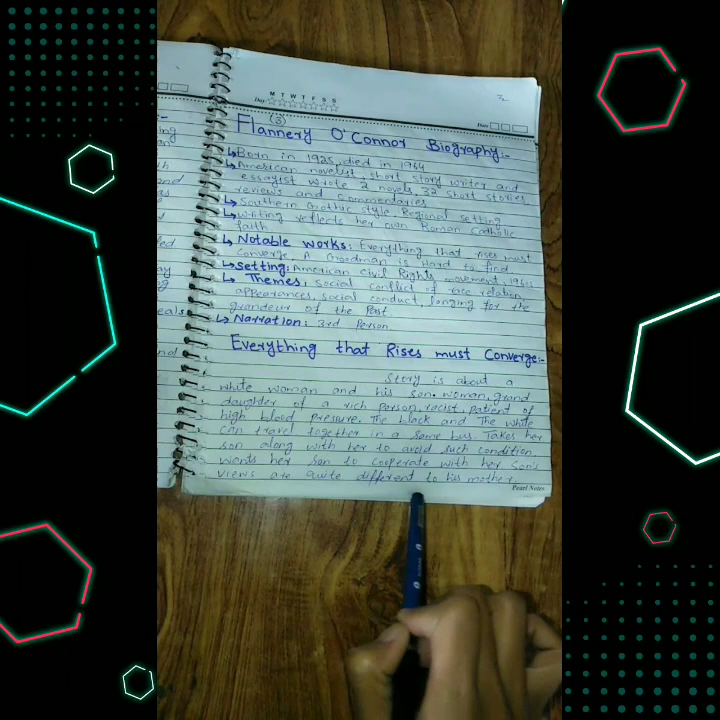 M T W T F S S
Day
Date
(3)
Flannery O'Connor Biography:-
↳ Born in 1925, died in 1964
↳ American novelist, short story writer and
essayist wrote 2 novels, 32 short stories
reviews and commentaries
↳ Southern Gothic style, Regional setting
↳ writing reflects her own Roman Catholic
faith
↳ Notable works: Everything that rises must
Converge, A Goodman is Hard to find
↳ setting: American Civil Rights movement, 1960s
↳ Themes, Social conflict of race relation,
appearances, social conduct, longing for the
grandeur of the Past
↳ Narration: 3rd Person
Everything that Rises must Converge:-
Story is about a
white woman and his son. woman, grand
daughter of a rich person, racist, patient of
high blood pressure. The black and The white
can travel together in a same bus Takes her
son along with her to avoid such condition.
wants her son to cooperate with her Son's
views are quite different to his mother
Pearl Notes